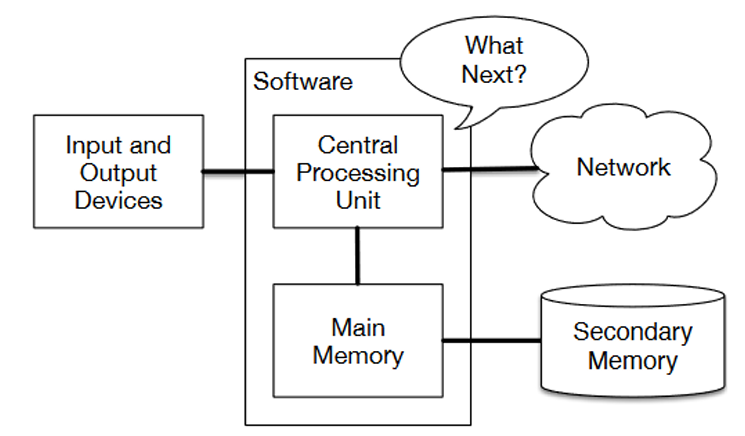 What
Next?
Software
Input and
Output
Devices
Central
Processing
Unit
Network
Main
Memory
Secondary
Memory